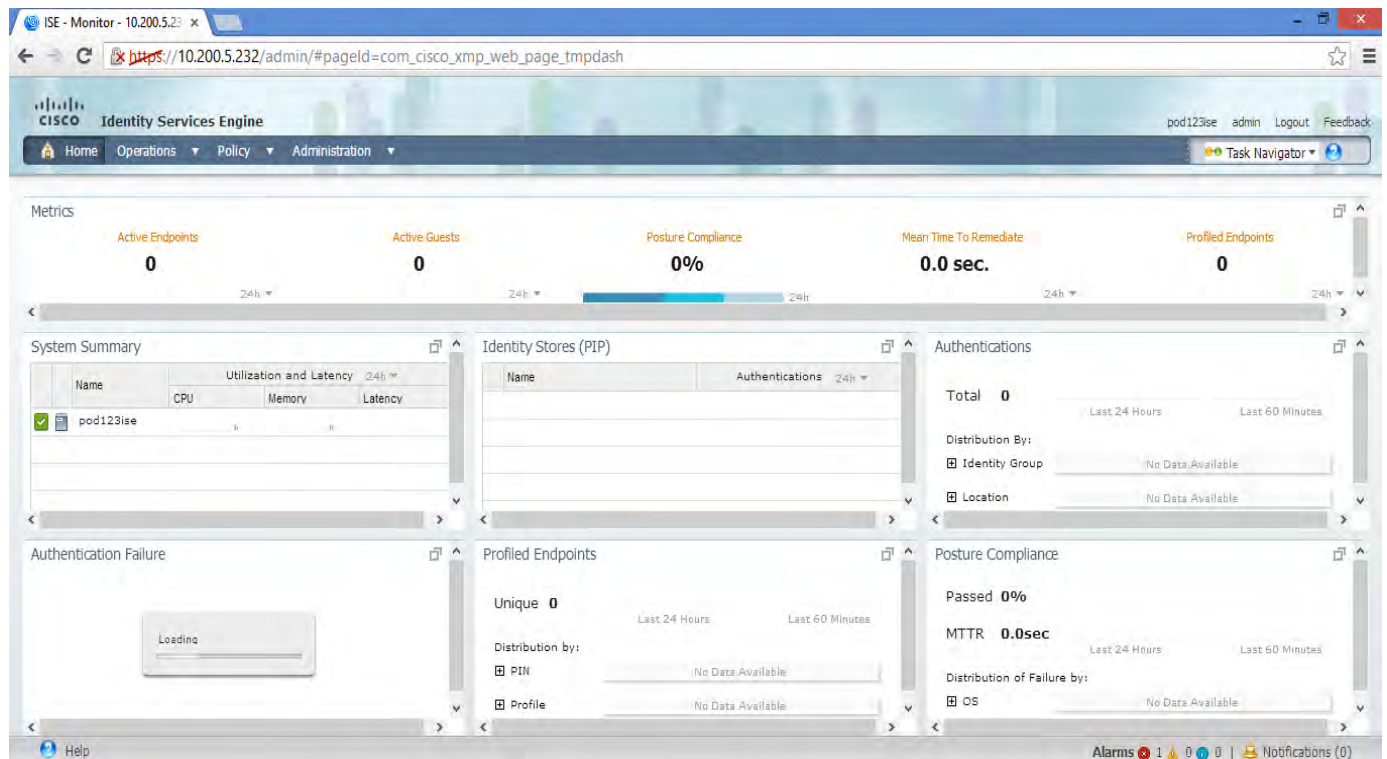 ISE - Monitor - 10.200.5.23
https://10.200.5.232/admin/#pageId=com_cisco_xmp_web_page_tmpdash
CISCO Identity Services Engine
pod123ise admin Logout Feedback
Home Operations Policy Administration
Task Navigator
Metrics
Active Endpoints Active Guests Posture Compliance Mean Time To Remediate Profiled Endpoints
0 0 0% 0.0 sec. 0
24h 24h 24h 24h 24h
System Summary
Name Utilization and Latency 24h
CPU Memory Latency
pod123ise
Identity Stores (PIP)
Name Authentications 24h
Authentications
Total 0
Last 24 Hours Last 60 Minutes
Distribution By:
Identity Group No Data Available
Location No Data Available
Authentication Failure
Loading
Profiled Endpoints
Unique 0
Last 24 Hours Last 60 Minutes
Distribution by:
PIN No Data Available
Profile No Data Available
Posture Compliance
Passed 0%
MTTR 0.0sec
Last 24 Hours Last 60 Minutes
Distribution of Failure by:
OS No Data Available
Help
Alarms 1 0 0 | Notifications (0)